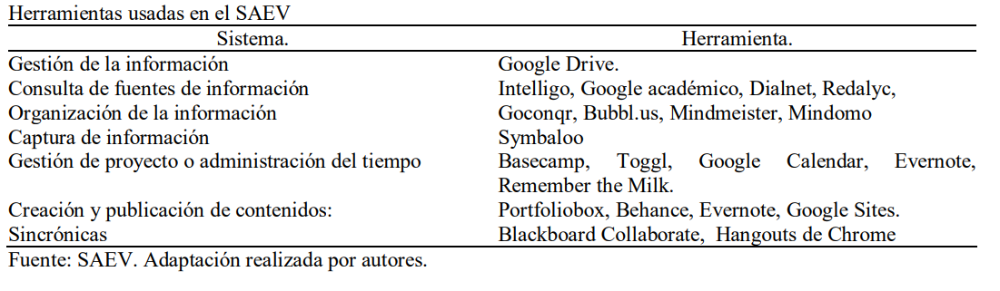 Herramientas usadas en el SAEV
Sistema. Herramienta.
Gestión de la información Google Drive.
Consulta de fuentes de información Intelligo, Google académico, Dialnet, Redalyc,
Organización de la información Goconqr, Bubbl.us, Mindmeister, Mindomo
Captura de información Symbaloo
Gestión de proyecto o administración del tiempo Basecamp, Toggl, Google Calendar, Evernote,
Remember the Milk.
Creación y publicación de contenidos: Portfoliobox, Behance, Evernote, Google Sites.
Sincrónicas Blackboard Collaborate, Hangouts de Chrome
Fuente: SAEV. Adaptación realizada por autores.